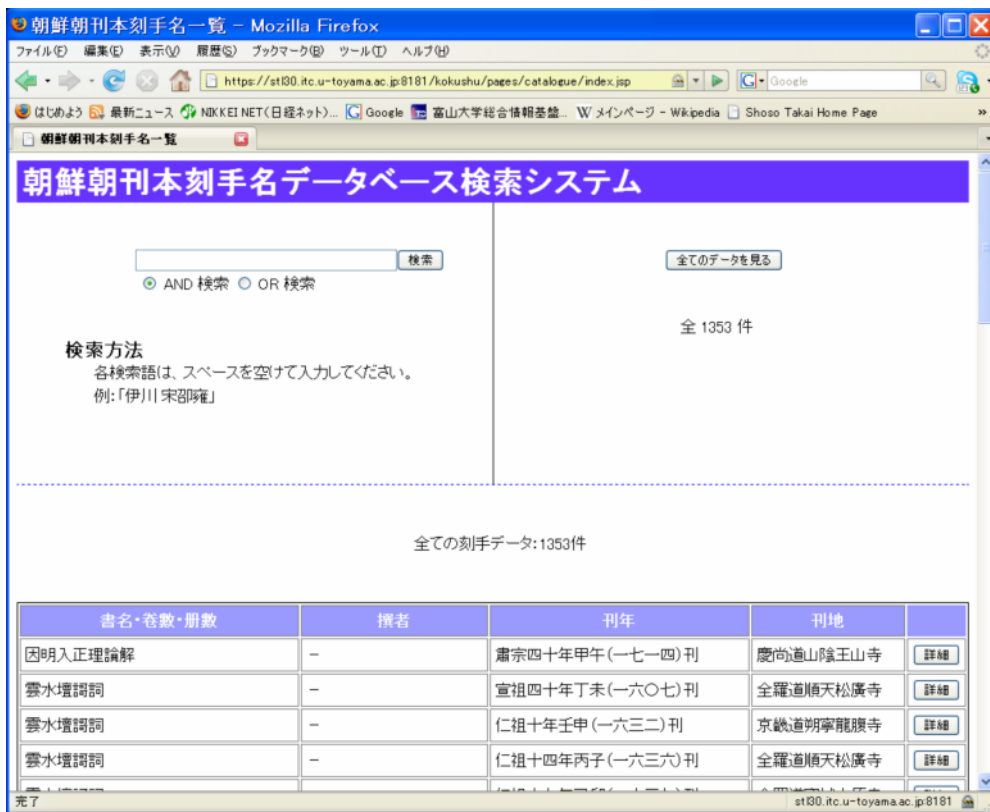 朝鮮朝刊本刻手名一覧 - Mozilla Firefox
ファイル(F) 編集(E) 表示(V) 履歴(S) ブックマーク(B) ツール(T) ヘルプ(H)
https://stl30.itc.u-toyama.ac.jp:8181/kokushu/pages/catalogue/index.jsp
Google
はじめよう 最新ニュース NIKKEI NET(日経ネット)... Google 富山大学総合情報基盤... メインページ - Wikipedia Shoso Takai Home Page
朝鮮朝刊本刻手名一覧
朝鮮朝刊本刻手名データベース検索システム
検索
全てのデータを見る
AND 検索 OR 検索
全 1353 件
検索方法
各検索語は、スペースを空けて入力してください。
例:「伊川 宋邵雍」
全ての刻手データ:1353件
書名・巻數・册數 撰者 刊年 刊地
因明入正理論解 - 肅宗四十年甲午(一七一四)刊 慶尚道山陰王山寺 詳細
雲水壇謌詞 - 宣祖四十年丁未(一六〇七)刊 全羅道順天松廣寺 詳細
雲水壇謌詞 - 仁祖十年壬申(一六三二)刊 京畿道朔寧龍腹寺 詳細
雲水壇謌詞 - 仁祖十四年丙子(一六三六)刊 全羅道順天松廣寺 詳細
完了
stl30.itc.u-toyama.ac.jp:8181